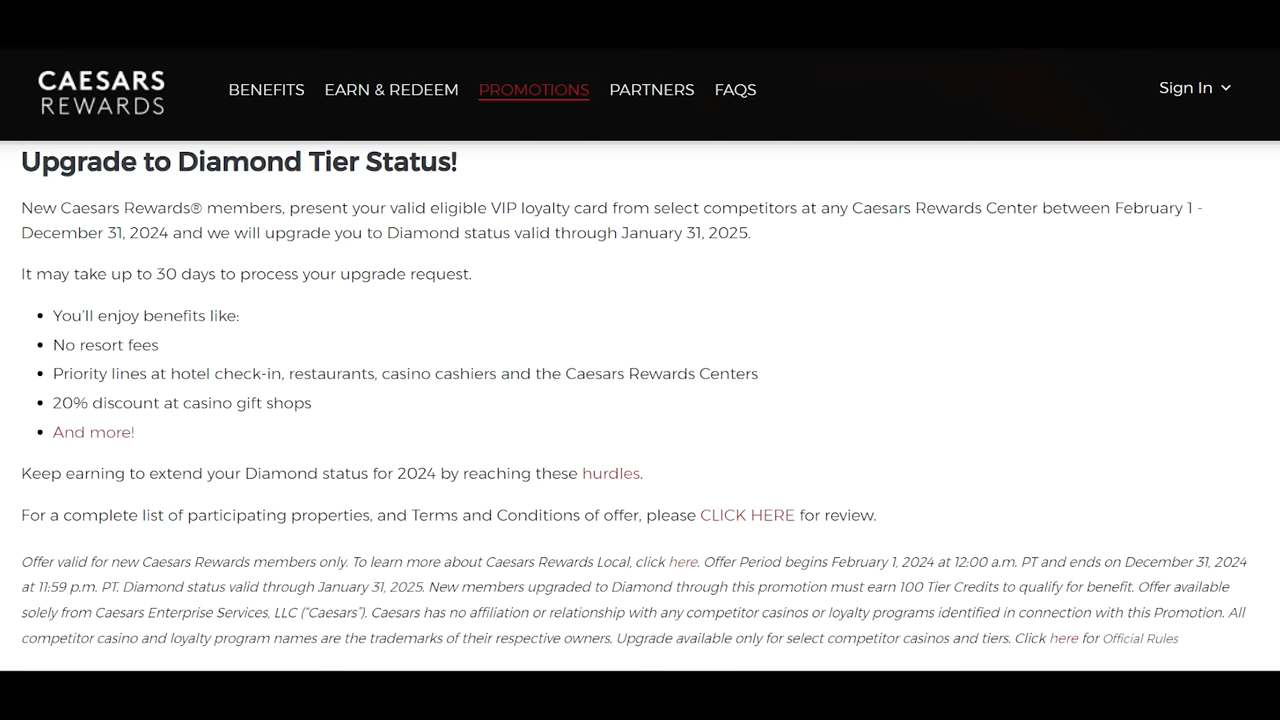 CAESARS
REWARDS
BENEFITS EARN & REDEEM PROMOTIONS PARTNERS FAQS
Sign In
Upgrade to Diamond Tier Status!
New Caesars Rewards® members, present your valid eligible VIP loyalty card from select competitors at any Caesars Rewards Center between February 1 -
December 31, 2024 and we will upgrade you to Diamond status valid through January 31, 2025.
It may take up to 30 days to process your upgrade request.
• You'll enjoy benefits like:
• No resort fees
• Priority lines at hotel check-in, restaurants, casino cashiers and the Caesars Rewards Centers
• 20% discount at casino gift shops
• And more!
Keep earning to extend your Diamond status for 2024 by reaching these hurdles.
For a complete list of participating properties, and Terms and Conditions of offer, please CLICK HERE for review.
Offer valid for new Caesars Rewards members only. To learn more about Caesars Rewards Local, click here. Offer Period begins February 1, 2024 at 12:00 a.m. PT and ends on December 31, 2024
at 11:59 p.m. PT. Diamond status valid through January 31, 2025. New members upgraded to Diamond through this promotion must earn 100 Tier Credits to qualify for benefit. Offer available
solely from Caesars Enterprise Services, LLC ("Caesars"). Caesars has no affiliation or relationship with any competitor casinos or loyalty programs identified in connection with this Promotion. All
competitor casino and loyalty program names are the trademarks of their respective owners. Upgrade available only for select competitor casinos and tiers. Click here for Official Rules